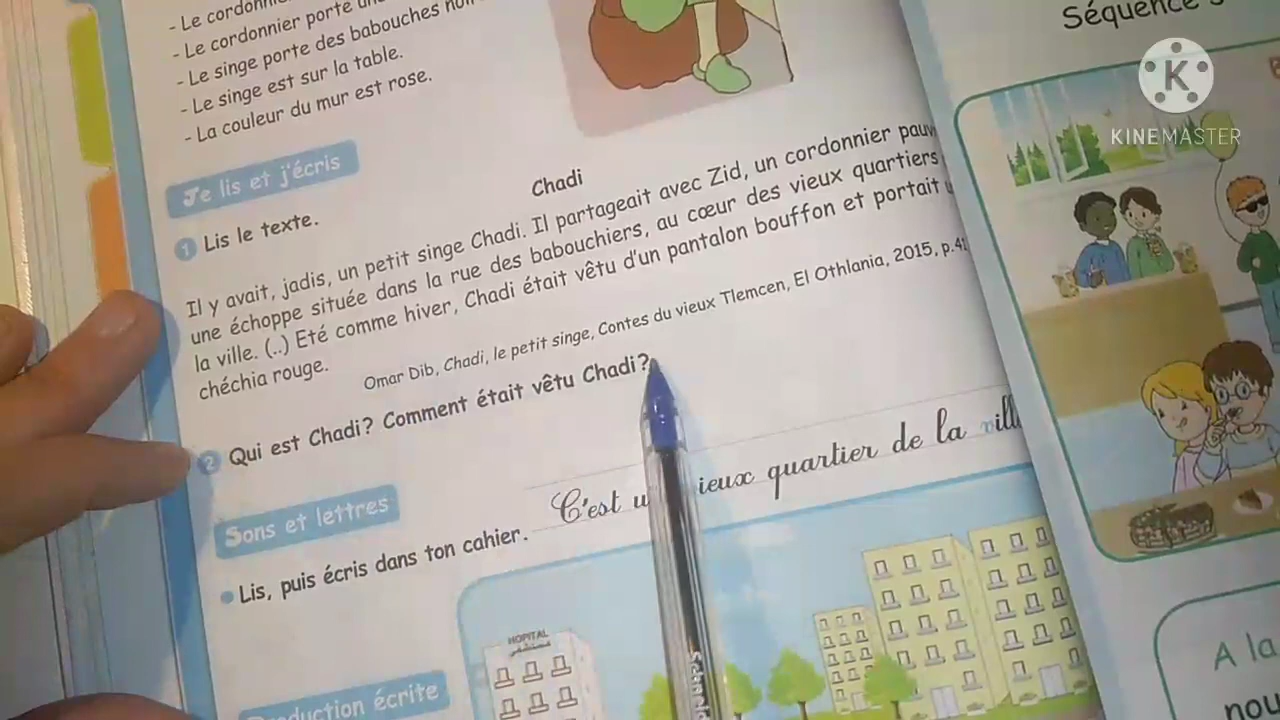 - Le cordonnier
- Le cordonnier porte
- Le singe porte des babouches
- Le singe est sur la table.
- La couleur du mur est rose.
Je lis et j'écris
1 Lis le texte.
Chadi
Il y avait, jadis, un petit singe Chadi. Il partageait avec Zid, un cordonnier
une échoppe située dans la rue des babouchiers, au cœur des vieux quartiers
la ville. (..) Eté comme hiver, Chadi était vêtu d'un pantalon bouffon et portait
chéchia rouge.
Omar Dib, Chadi, le petit singe, Contes du vieux Tlemcen, El Othlania, 2015, p.41
2 Qui est Chadi? Comment était vêtu Chadi?
Sons et lettres
Lis, puis écris dans ton cahier.
C'est quartier de la
HOPITAL
Production écrite
Séquence
KINEMASTER
A la
nou